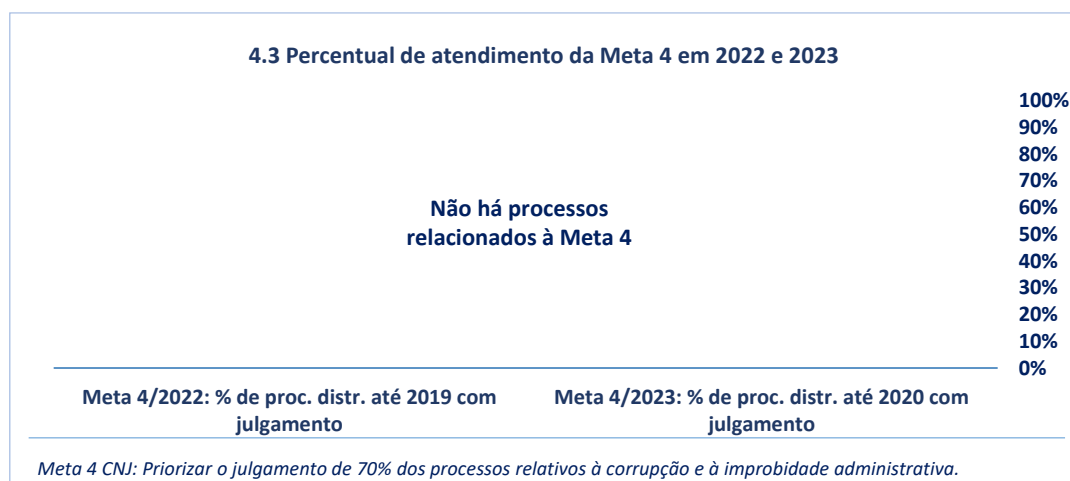 4.3 Percentual de atendimento da Meta 4 em 2022 e 2023
100%
90%
80%
70%
60%
50%
40%
30%
20%
10%
0%
Não há processos
relacionados à Meta 4
Meta 4/2022: % de proc. distr. até 2019 com
julgamento
Meta 4/2023: % de proc. distr. até 2020 com
julgamento
Meta 4 CNJ: Priorizar o julgamento de 70% dos processos relativos à corrupção e à improbidade administrativa.